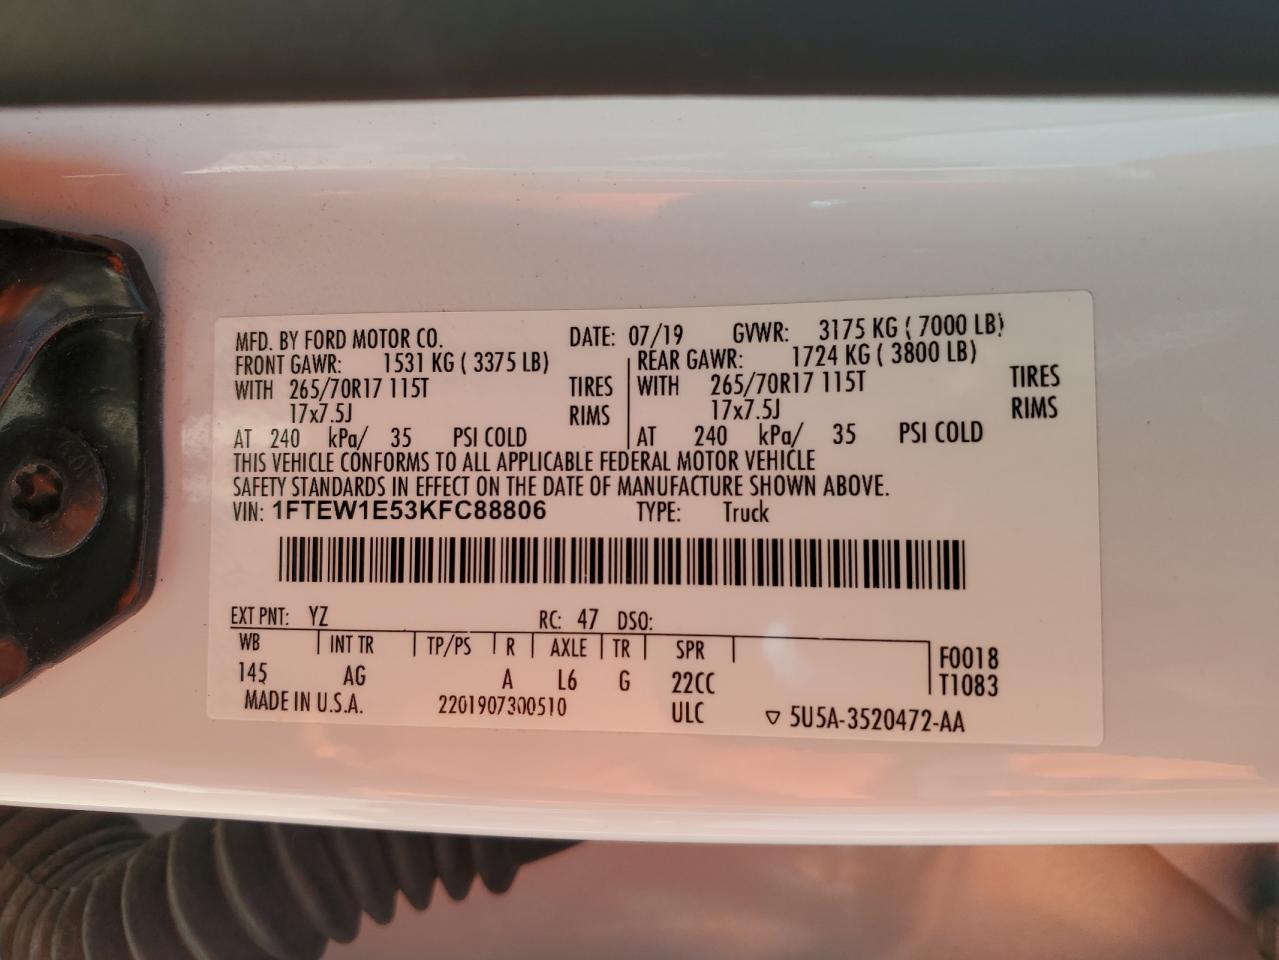 MFD. BY FORD MOTOR CO. DATE: 07/19 GVWR: 3175 KG ( 7000 LB)
FRONT GAWR: 1531 KG ( 3375 LB) REAR GAWR: 1724 KG ( 3800 LB)
WITH 265/70R17 115T TIRES WITH 265/70R17 115T TIRES
17x7.5J RIMS 17x7.5J RIMS
AT 240 kPa/ 35 PSI COLD AT 240 kPa/ 35 PSI COLD
THIS VEHICLE CONFORMS TO ALL APPLICABLE FEDERAL MOTOR VEHICLE
SAFETY STANDARDS IN EFFECT ON THE DATE OF MANUFACTURE SHOWN ABOVE.
VIN: 1FTEW1E53KFC88806 TYPE: Truck
EXT PNT: YZ RC: 47 DSO:
WB INT TR TP/PS R AXLE TR SPR F0018
145 AG A L6 G 22CC T1083
MADE IN U.S.A. 2201907300510 ULC ▽ 5U5A-3520472-AA